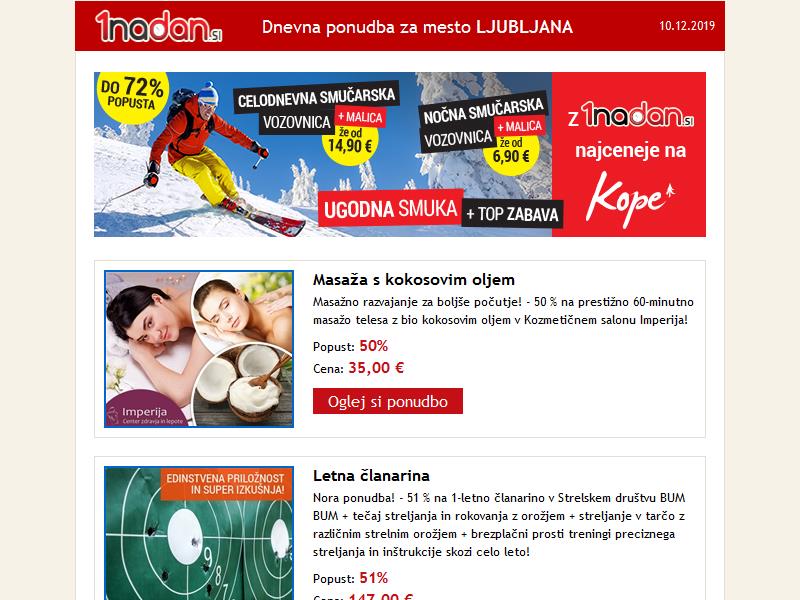 1nadan.si
Dnevna ponudba za mesto LJUBLJANA
10.12.2019
DO 72%
POPUSTA
CELODNEVNA SMUČARSKA
VOZOVNICA + MALICA
že od
14,90 €
NOČNA SMUČARSKA
VOZOVNICA + MALICA
že od
6,90 €
UGODNA SMUKA + TOP ZABAVA
z 1nadan.si
najceneje na
Kope
Masaža s kokosovim oljem
Masažno razvajanje za boljše počutje! - 50 % na prestižno 60-minutno
masažo telesa z bio kokosovim oljem v Kozmetičnem salonu Imperija!
Popust: 50%
Cena: 35,00 €
Oglej si ponudbo
Imperija
Center zdravja in lepote
EDINSTVENA PRILOŽNOST
IN SUPER IZKUŠNJA!
9
8
Letna članarina
Nora ponudba! - 51 % na 1-letno članarino v Strelskem društvu BUM
BUM + tečaj streljanja in rokovanja z orožjem + streljanje v tarčo z
različnim strelnim orožjem + brezplačni prosti treningi preciznega
streljanja in inštrukcije skozi celo leto!
Popust: 51%
Cena: 147,00 €